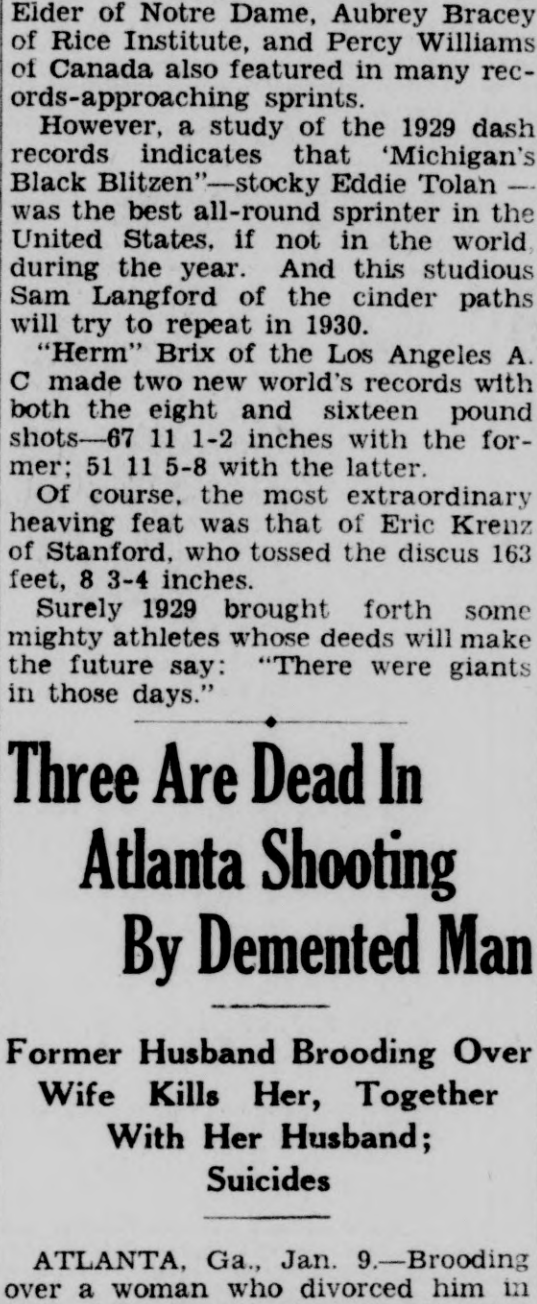 Elder of Notre Dame, Aubrey Bracey
of Rice Institute, and Percy Williams
of Canada also featured in many rec-
ords-approaching sprints.
However, a study of the 1929 dash
records indicates that 'Michigan's
Black Blitzen"—stocky Eddie Tolan —
was the best all-round sprinter in the
United States, if not in the world
during the year. And this studious
Sam Langford of the cinder paths
will try to repeat in 1930.
"Herm" Brix of the Los Angeles A.
C made two new world's records with
both the eight and sixteen pound
shots—67 11 1-2 inches with the for-
mer; 51 11 5-8 with the latter.
Of course, the most extraordinary
heaving feat was that of Eric Krenz
of Stanford, who tossed the discus 163
feet, 8 3-4 inches.
Surely 1929 brought forth some
mighty athletes whose deeds will make
the future say: "There were giants
in those days."
Three Are Dead In
Atlanta Shooting
By Demented Man
Former Husband Brooding Over
Wife Kills Her, Together
With Her Husband;
Suicides
ATLANTA, Ga., Jan. 9.—Brooding
over a woman who divorced him in